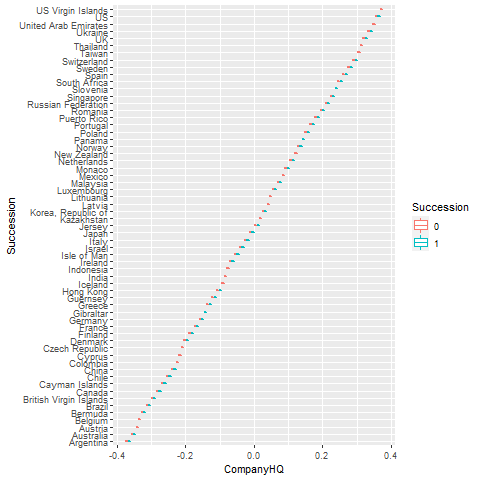 US Virgin Islands
US
United Arab Emirates
Ukraine
UK
Thailand
Taiwan
Switzerland
Sweden
Spain
South Africa
Slovenia
Singapore
Russian Federation
Romania
Puerto Rico
Portugal
Poland
Panama
Norway
New Zealand
Netherlands
Monaco
Mexico
Malaysia
Luxembourg
Lithuania
Latvia
Korea, Republic of
Kazakhstan
Jersey
Japan
Italy
Israel
Isle of Man
Ireland
Indonesia
India
Iceland
Hong Kong
Guernsey
Greece
Gibraltar
Germany
France
Finland
Denmark
Czech Republic
Cyprus
Colombia
China
Chile
Cayman Islands
Canada
British Virgin Islands
Brazil
Bermuda
Belgium
Austria
Australia
Argentina
Succession
-0.4 -0.2 0.0 0.2 0.4
CompanyHQ
Succession
0
1